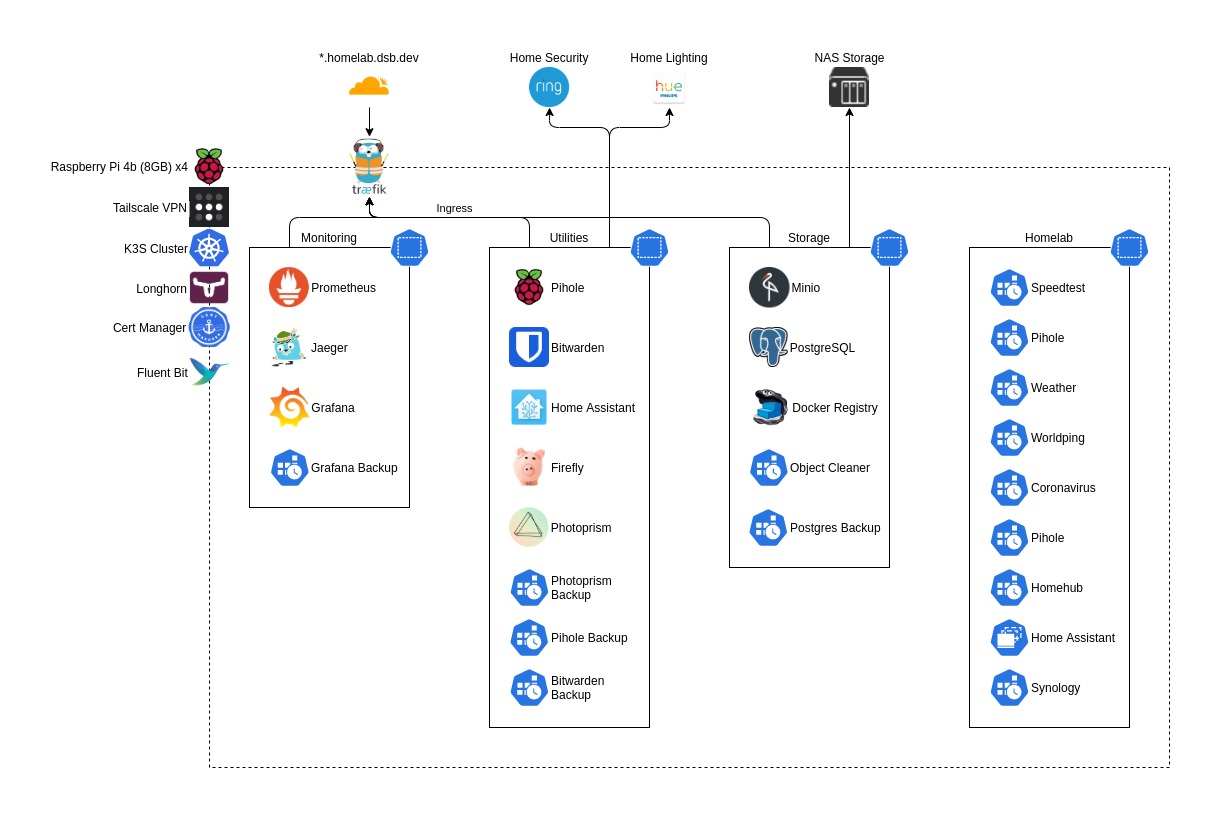 *.homelab.dsb.dev
Home Security
Home Lighting
NAS Storage
ring
hue
PHILIPS
Raspberry Pi 4b (8GB) x4
træfik
Tailscale VPN
Ingress
K3S Cluster
Longhorn
Cert Manager
CERT
MANAGER
Fluent Bit
Monitoring
Prometheus
Jaeger
Grafana
Grafana Backup
Utilities
Pihole
Bitwarden
Home Assistant
Firefly
Photoprism
Photoprism
Backup
Pihole Backup
Bitwarden
Backup
Storage
Minio
PostgreSQL
Docker Registry
Object Cleaner
Postgres Backup
Homelab
Speedtest
Pihole
Weather
Worldping
Coronavirus
Pihole
Homehub
Home Assistant
Synology